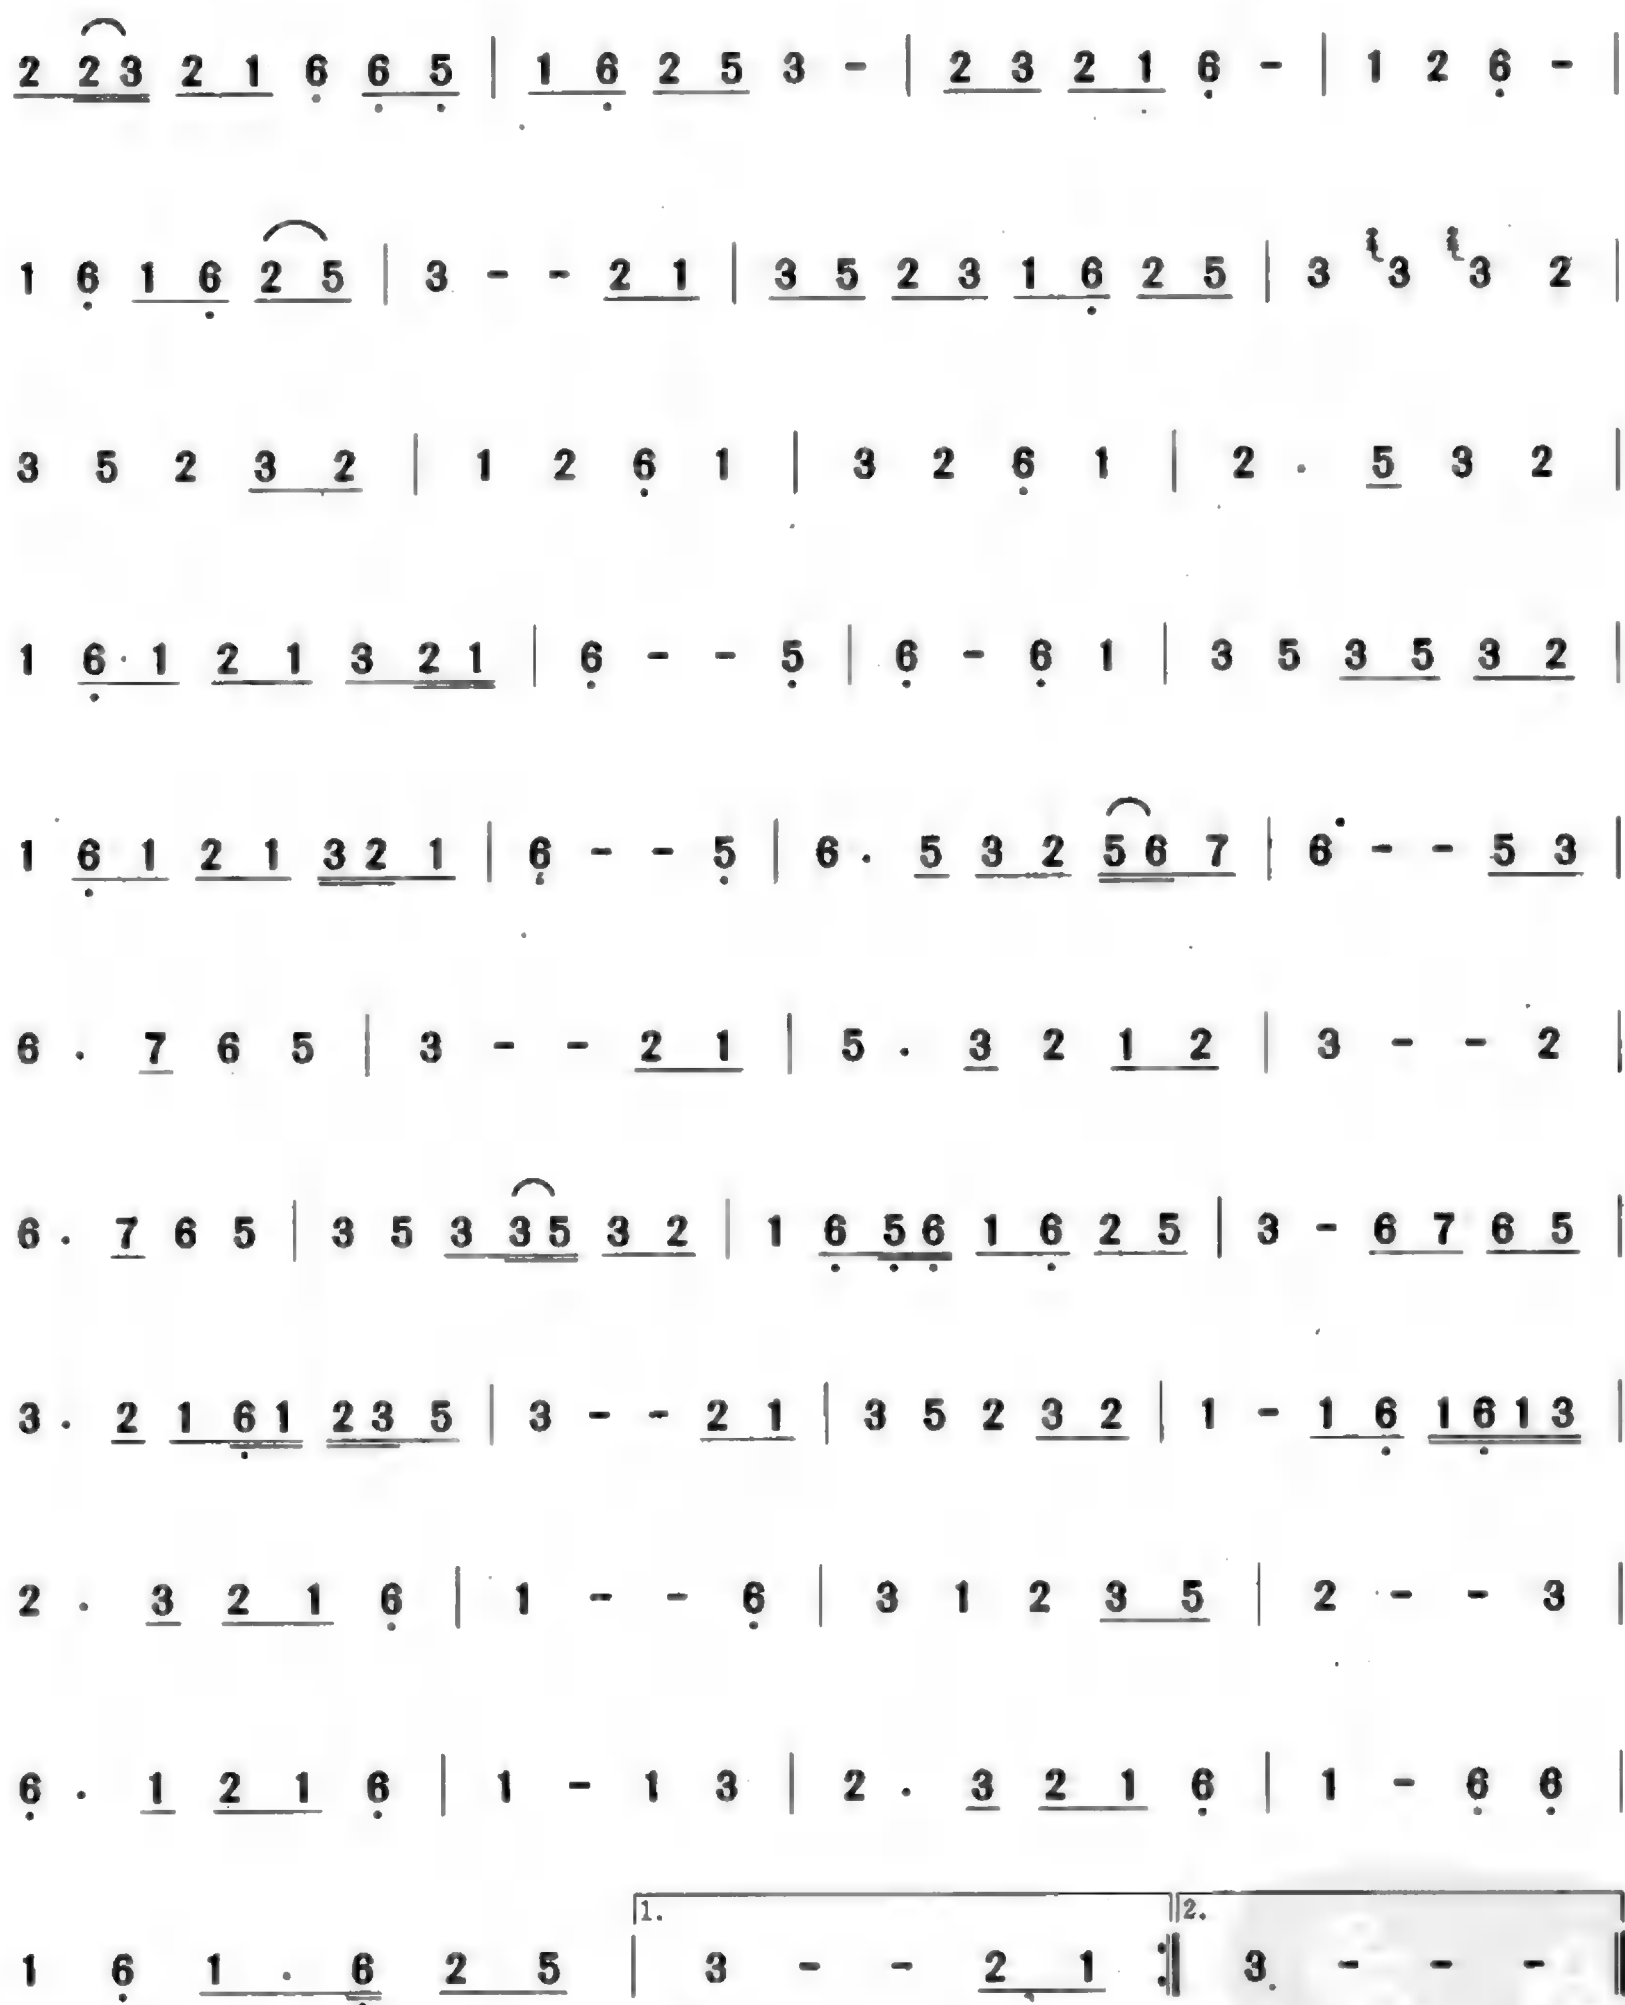 2 2 3 2 1 6 6 5 | 1 6 2 5 3 - | 2 3 2 1 6 - | 1 2 6 - |
1 6 1 6 2 5 | 3 - - 2 1 | 3 5 2 3 1 6 2 5 | 3 3 3 2 |
3 5 2 3 2 | 1 2 6 1 | 3 2 6 1 | 2 . 5 3 2 |
1 6 · 1 2 1 3 2 1 | 6 - - 5 | 6 - 6 1 | 3 5 3 5 3 2 |
1 6 1 2 1 3 2 1 | 6 - - 5 | 6 . 5 3 2 5 6 7 | 6 - - 5 3 |
6 . 7 6 5 | 3 - - 2 1 | 5 . 3 2 1 2 | 3 - - 2 |
6 . 7 6 5 | 3 5 3 3 5 3 2 | 1 6 5 6 1 6 2 5 | 3 - 6 7 6 5 |
3 . 2 1 6 1 2 3 5 | 3 - - 2 1 | 3 5 2 3 2 | 1 - 1 6 1 6 1 3 |
2 . 3 2 1 6 | 1 - - 6 | 3 1 2 3 5 | 2 - - 3 |
6 . 1 2 1 6 | 1 - 1 3 | 2 . 3 2 1 6 | 1 - 6 6 |
1. 2.
1 6 1 . 6 2 5 | 3 - - 2 1 :‖ 3 - - - ‖